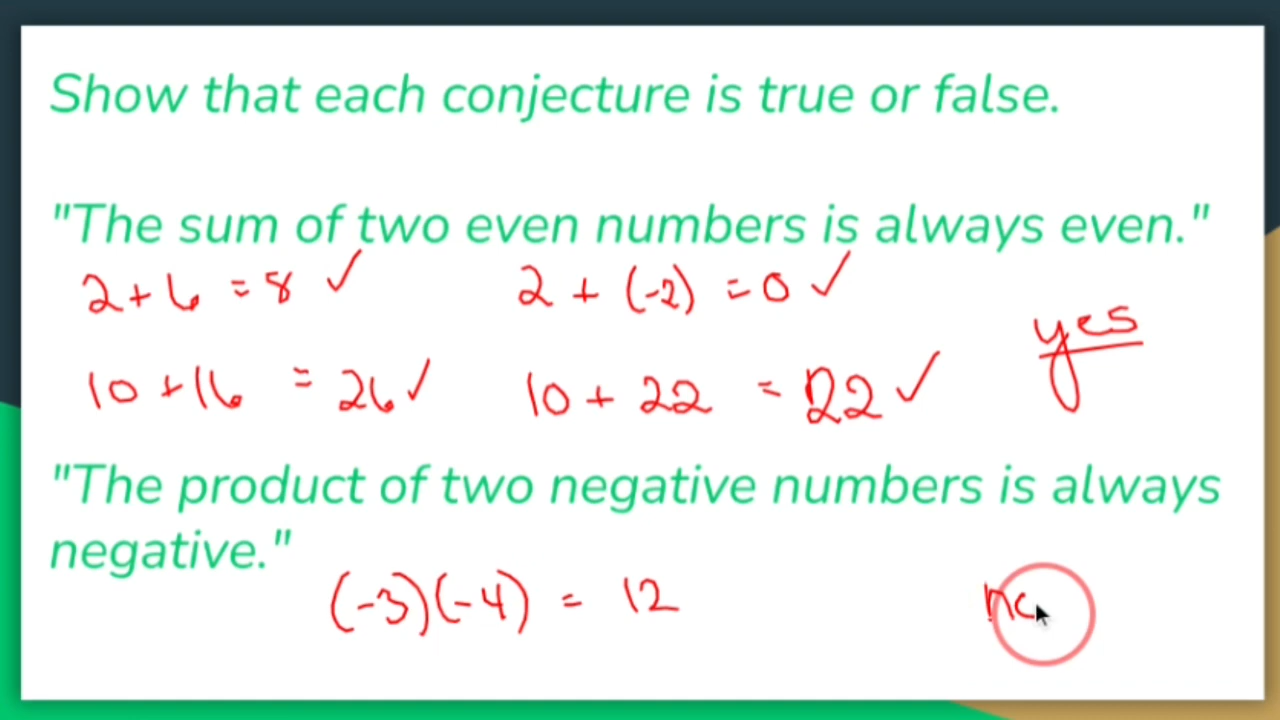 Show that each conjecture is true or false.
"The sum of two even numbers is always even."
2 + 6 = 8 ✓ 2 + (-2) = 0 ✓
yes
10 + 16 = 26 ✓ 10 + 22 = 22 ✓
"The product of two negative numbers is always
negative."
(-3)(-4) = 12 no